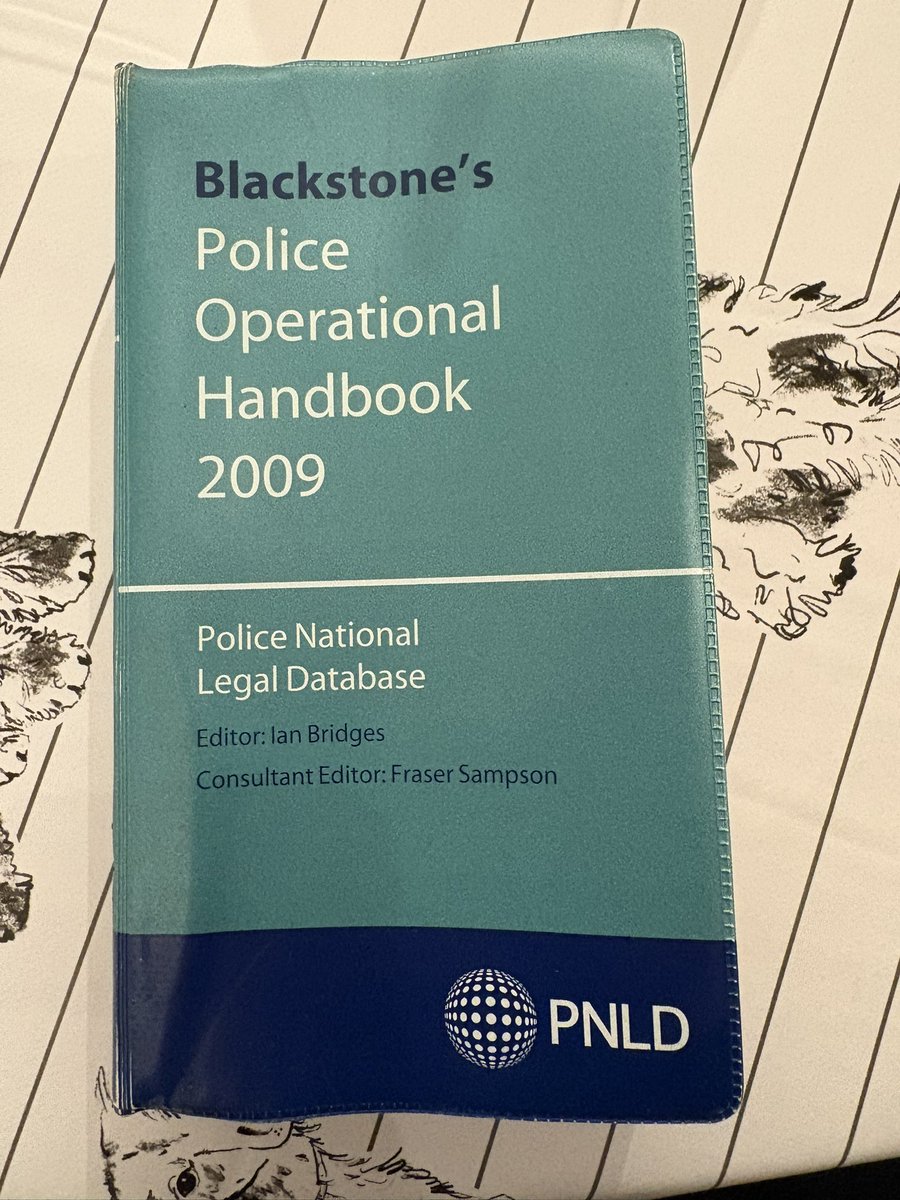 Blackstone's
Police
Operational
Handbook
2009
Police National
Legal Database
Editor: Ian Bridges
Consultant Editor: Fraser Sampson
PNLD